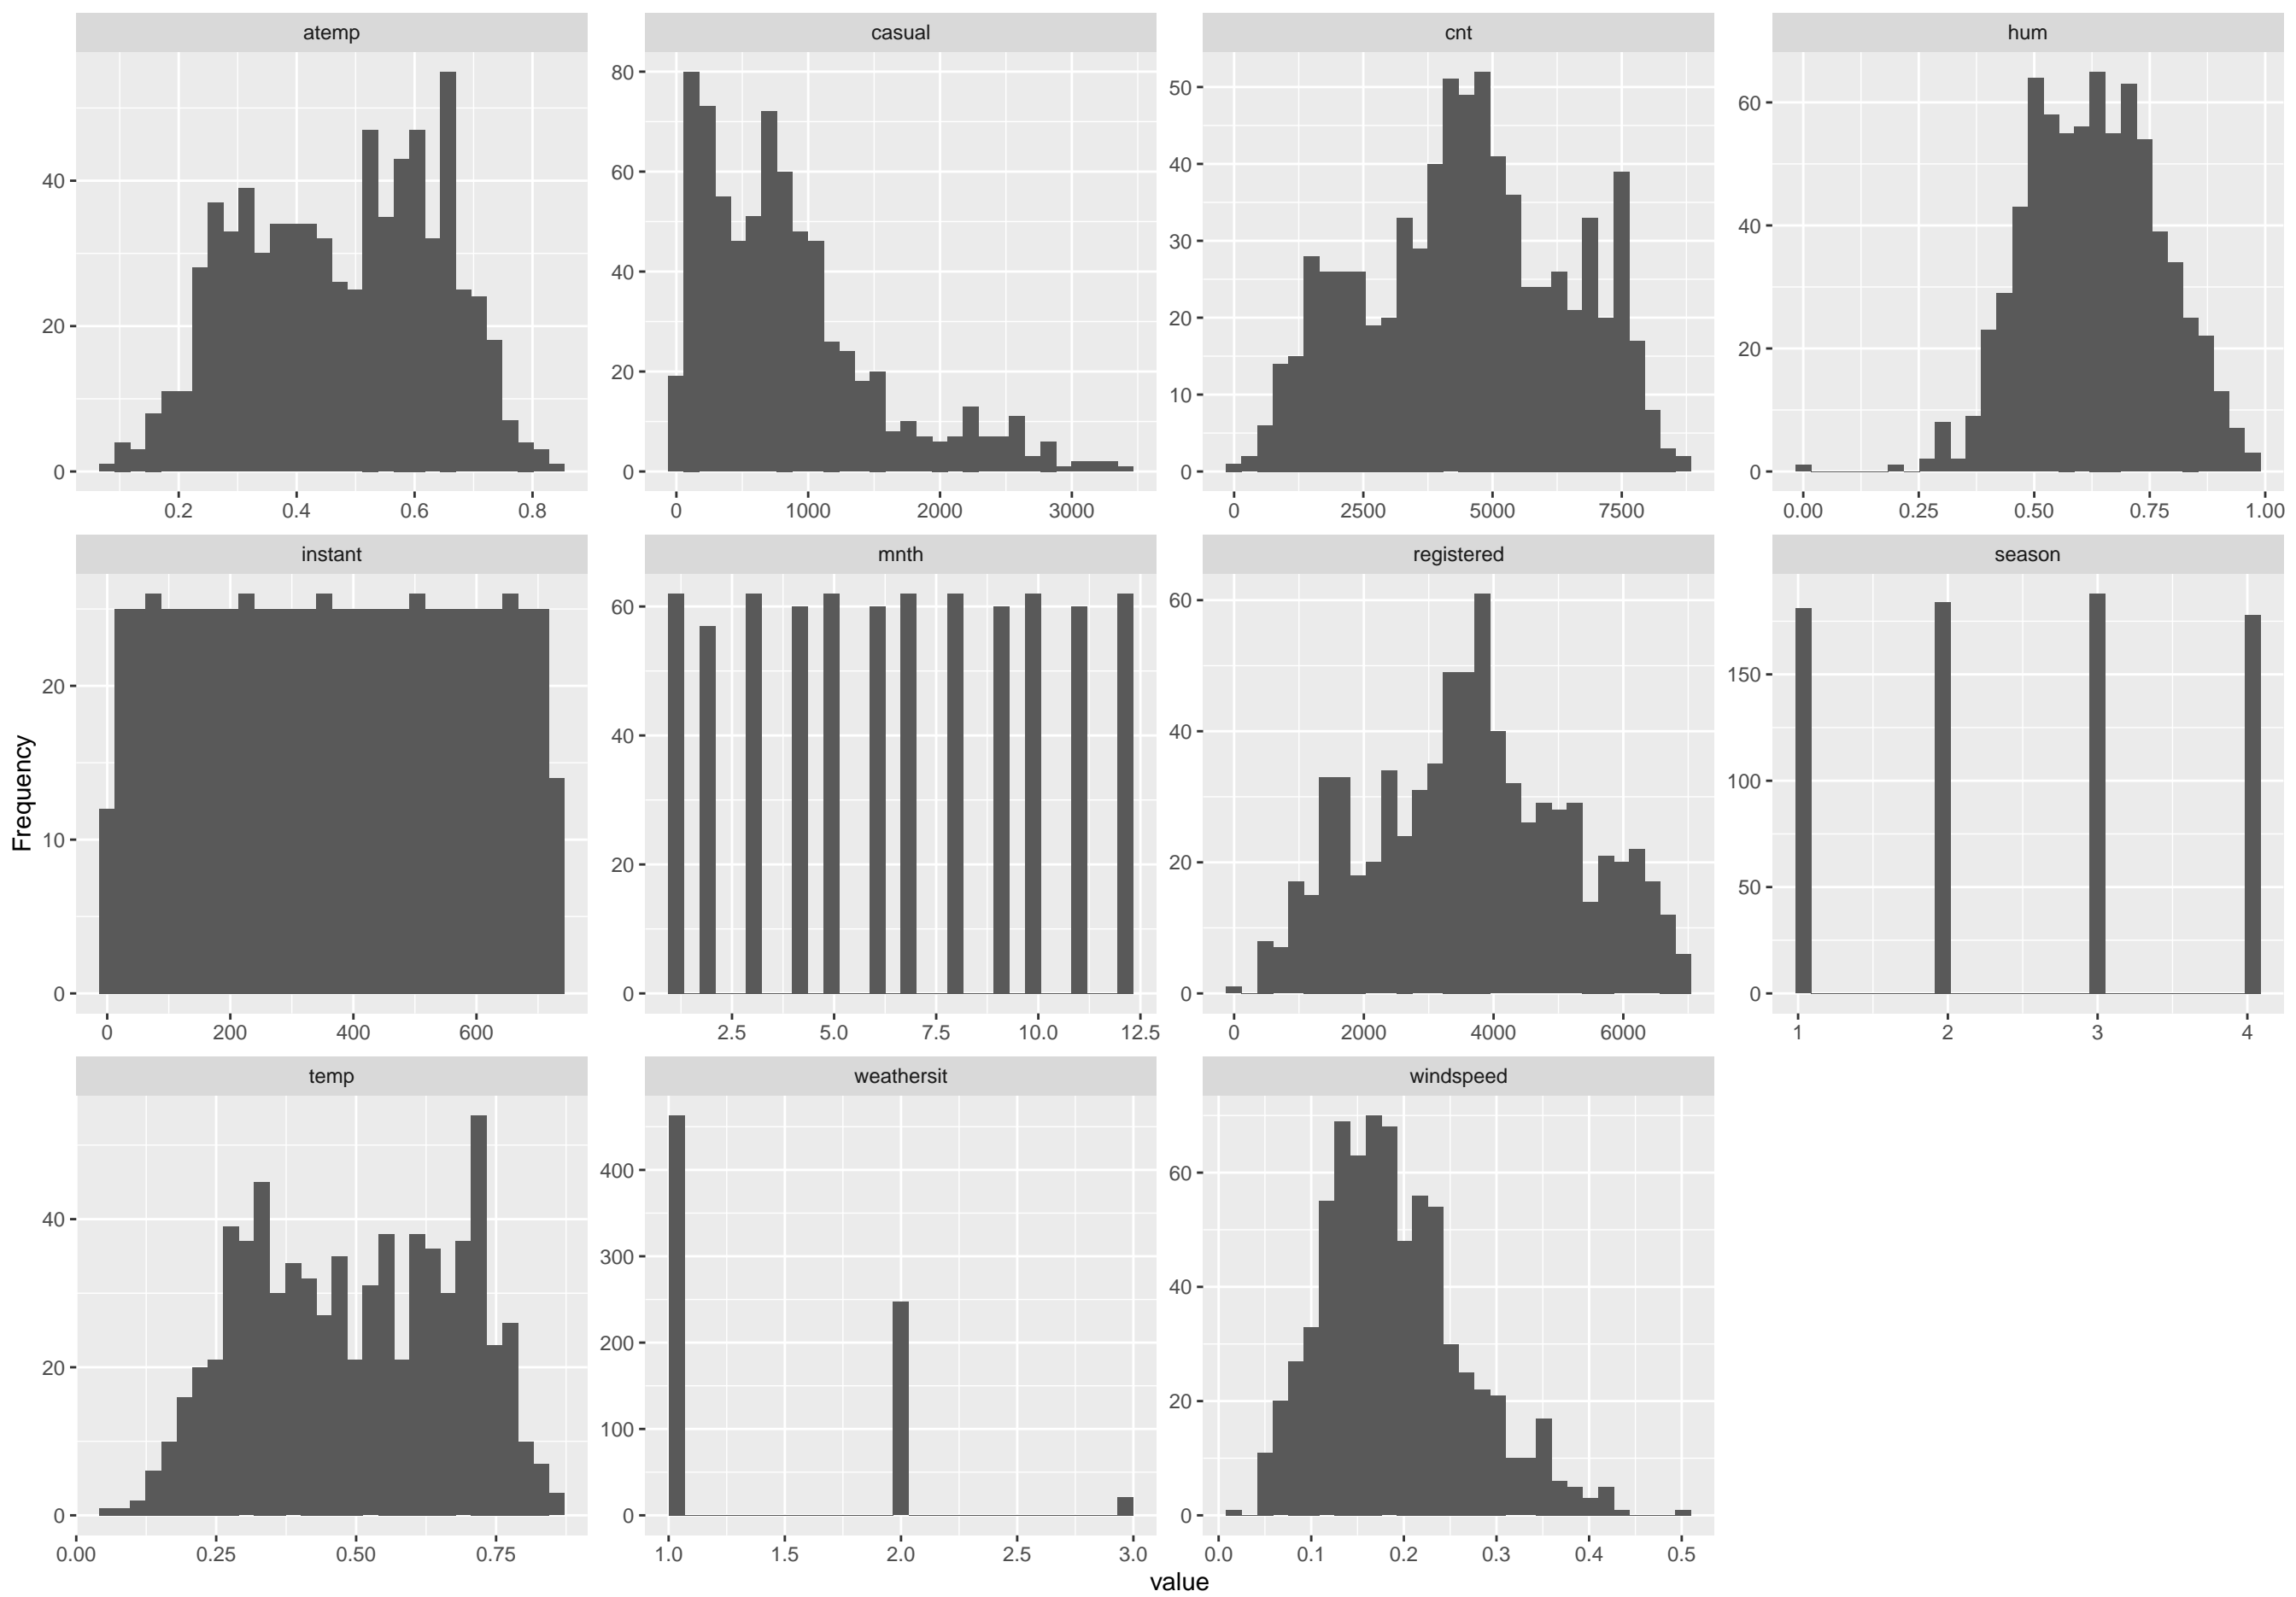 atemp
casual
cnt
hum
0
20
40
0
20
40
60
80
0
10
20
30
40
50
0
20
40
60
0.2 0.4 0.6 0.8
0 1000 2000 3000
0 2500 5000 7500
0.00 0.25 0.50 0.75 1.00
instant
mnth
registered
season
0
10
20
0
20
40
60
0
20
40
60
0
50
100
150
0 200 400 600
2.5 5.0 7.5 10.0 12.5
0 2000 4000 6000
1 2 3 4
temp
weathersit
windspeed
0
20
40
0
100
200
300
400
0
20
40
60
0.00 0.25 0.50 0.75
1.0 1.5 2.0 2.5 3.0
0.0 0.1 0.2 0.3 0.4 0.5
value
Frequency